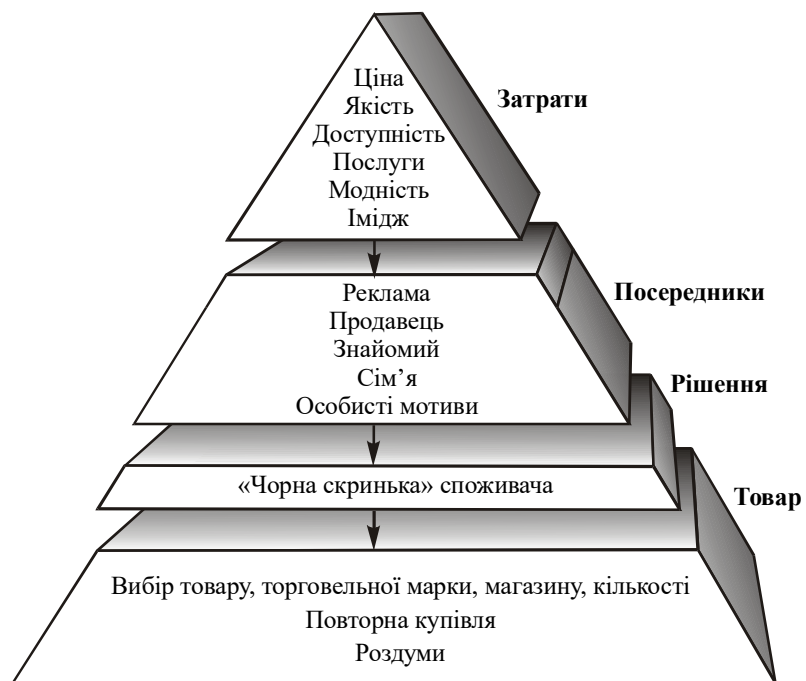 Ціна
Якість
Доступність
Послуги
Модність
Імідж
Затрати
Реклама
Продавець
Знайомий
Сім’я
Особисті мотиви
Посередники
«Чорна скринька» споживача
Рішення
Вибір товару, торговельної марки, магазину, кількості
Повторна купівля
Роздуми
Товар